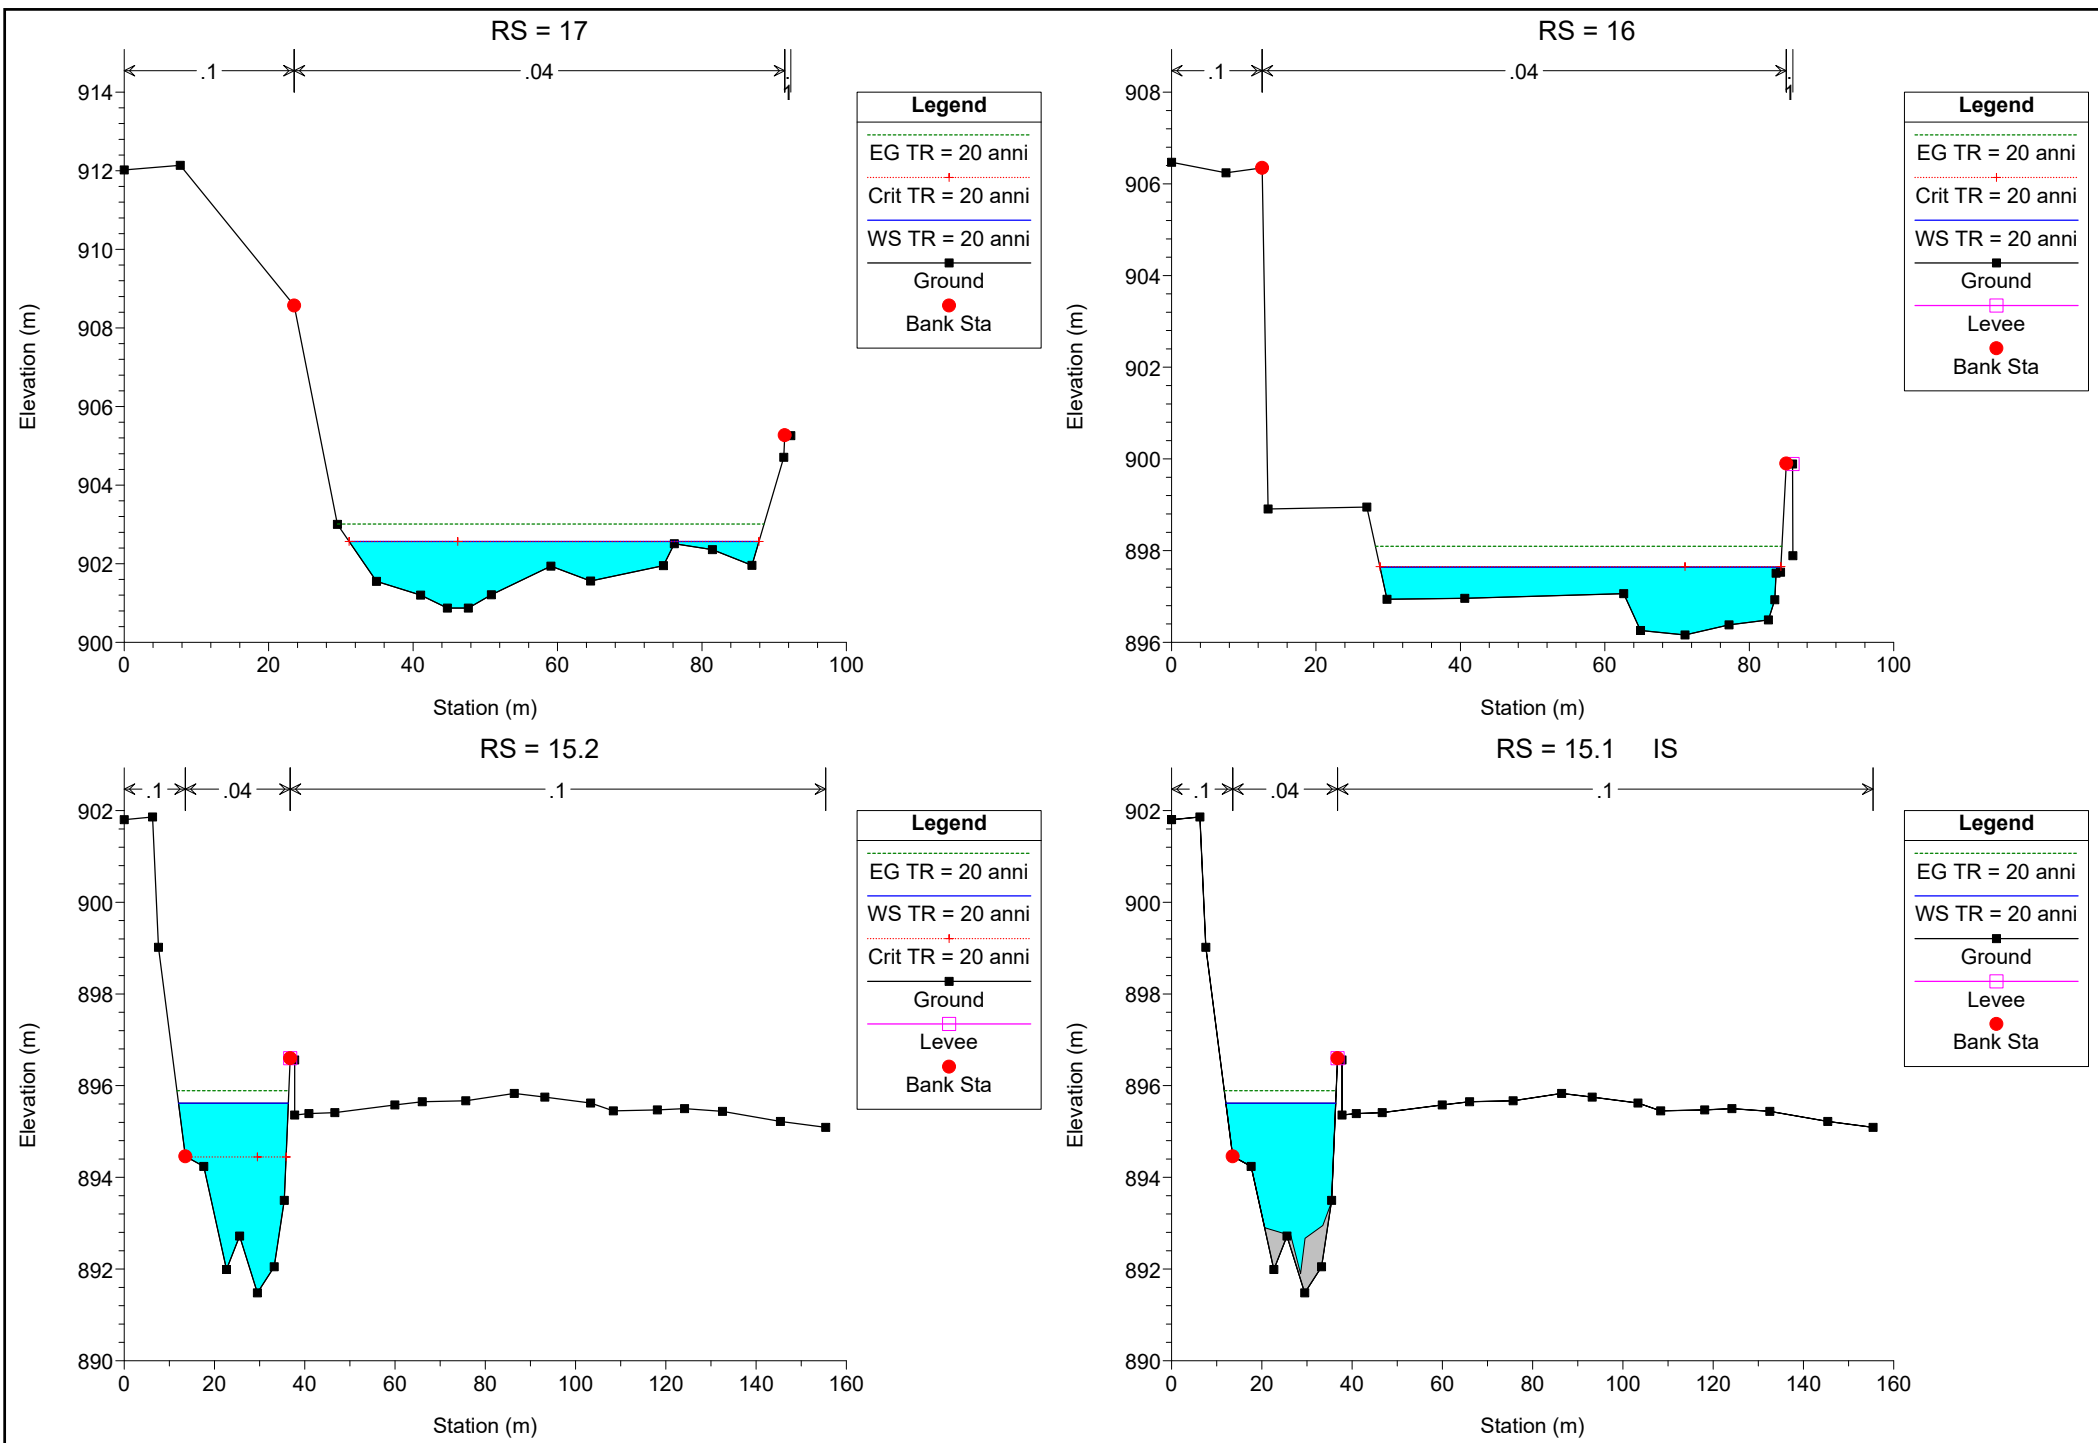 RS = 17
.1 .04 .1
914
912
910
908
906
904
902
900
0 20 40 60 80 100
Elevation (m)
Station (m)
Legend
EG TR = 20 anni
Crit TR = 20 anni
WS TR = 20 anni
Ground
Bank Sta
RS = 16
.1 .04 .1
908
906
904
902
900
898
896
0 20 40 60 80 100
Elevation (m)
Station (m)
Legend
EG TR = 20 anni
Crit TR = 20 anni
WS TR = 20 anni
Ground
Levee
Bank Sta
RS = 15.2
.1 .04 .1
902
900
898
896
894
892
890
0 20 40 60 80 100 120 140 160
Elevation (m)
Station (m)
Legend
EG TR = 20 anni
WS TR = 20 anni
Crit TR = 20 anni
Ground
Levee
Bank Sta
RS = 15.1 IS
.1 .04 .1
902
900
898
896
894
892
890
0 20 40 60 80 100 120 140 160
Elevation (m)
Station (m)
Legend
EG TR = 20 anni
WS TR = 20 anni
Ground
Levee
Bank Sta